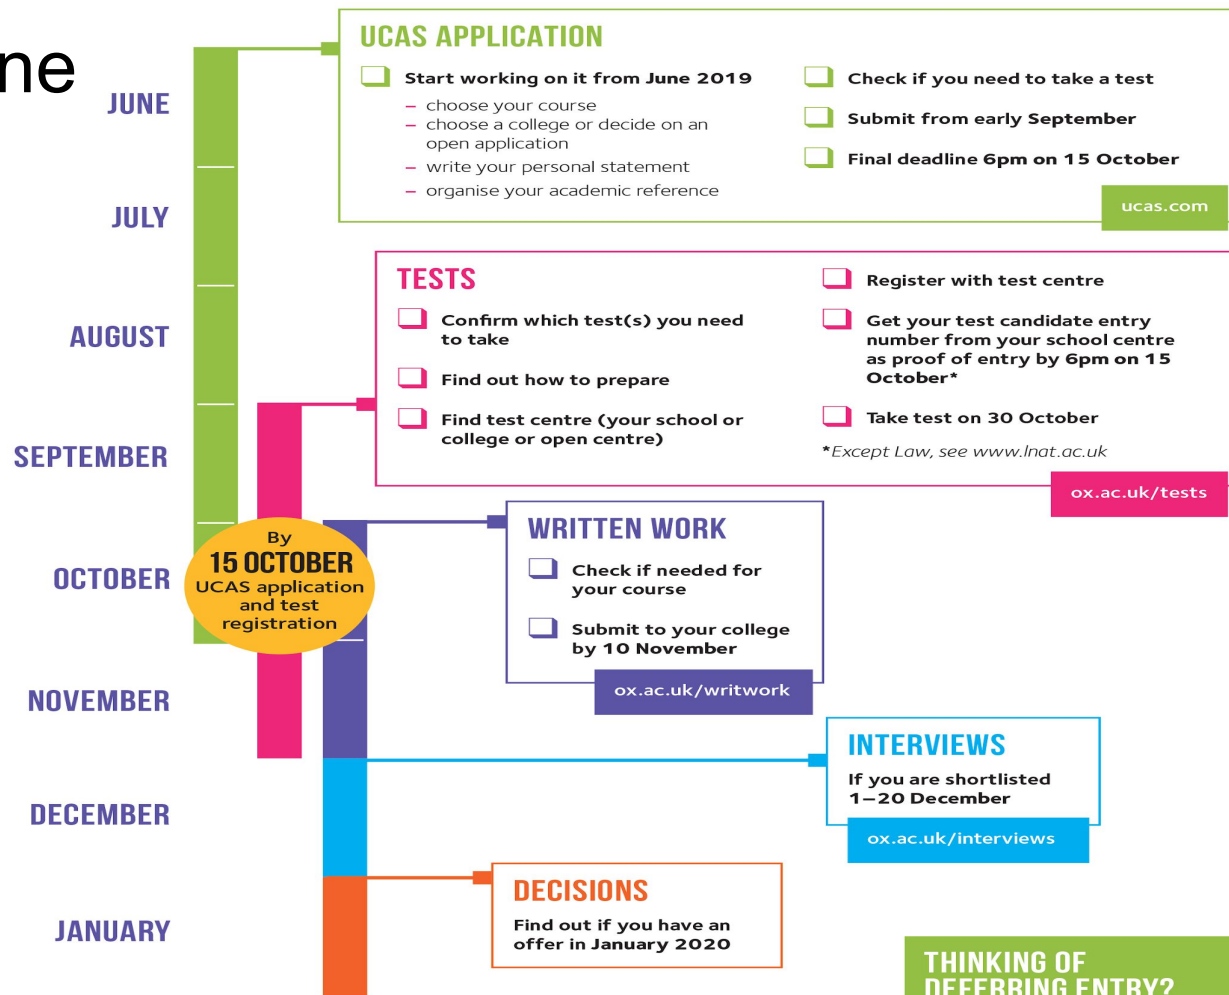 ne
JUNE
JULY
AUGUST
SEPTEMBER
OCTOBER
NOVEMBER
DECEMBER
JANUARY
UCAS APPLICATION
Start working on it from June 2019
– choose your course
– choose a college or decide on an
open application
– write your personal statement
– organise your academic reference
Check if you need to take a test
Submit from early September
Final deadline 6pm on 15 October
ucas.com
TESTS
Confirm which test(s) you need
to take
Find out how to prepare
Find test centre (your school or
college or open centre)
Register with test centre
Get your test candidate entry
number from your school centre
as proof of entry by 6pm on 15
October*
Take test on 30 October
*Except Law, see www.lnat.ac.uk
ox.ac.uk/tests
By
15 OCTOBER
UCAS application
and test
registration
WRITTEN WORK
Check if needed for
your course
Submit to your college
by 10 November
ox.ac.uk/writwork
INTERVIEWS
If you are shortlisted
1–20 December
ox.ac.uk/interviews
DECISIONS
Find out if you have an
offer in January 2020
THINKING OF
DEFERRING ENTRY?